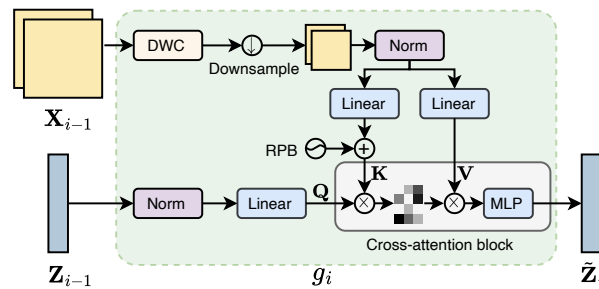 DWC
Downsample
Norm
X_{i−1}
Linear
Linear
RPB
K
V
Norm
Linear
Q
MLP
Cross-attention block
Z_{i−1}
g_i
Z̃